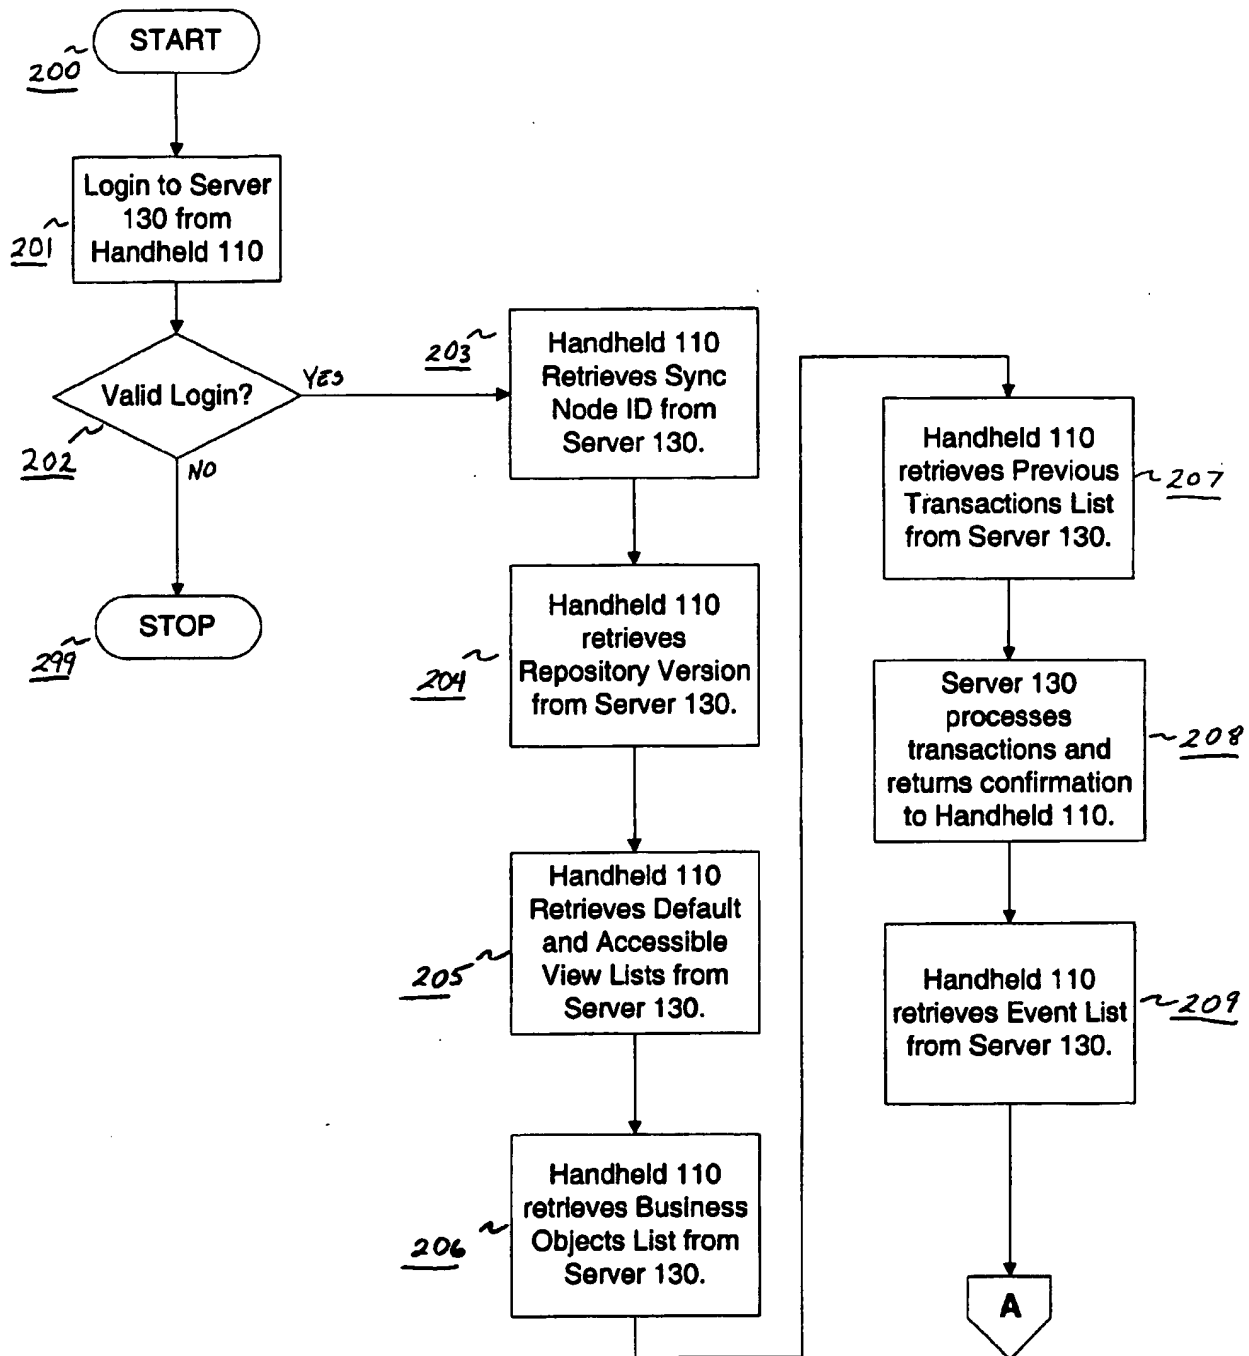 START
200
Login to Server
130 from
Handheld 110
201
Valid Login?
YES
202
NO
STOP
299
203
Handheld 110
Retrieves Sync
Node ID from
Server 130.
204
Handheld 110
retrieves
Repository Version
from Server 130.
205
Handheld 110
Retrieves Default
and Accessible
View Lists from
Server 130.
206
Handheld 110
retrieves Business
Objects List from
Server 130.
Handheld 110
retrieves Previous
Transactions List
from Server 130.
207
Server 130
processes
transactions and
returns confirmation
to Handheld 110.
208
Handheld 110
retrieves Event List
from Server 130.
209
A